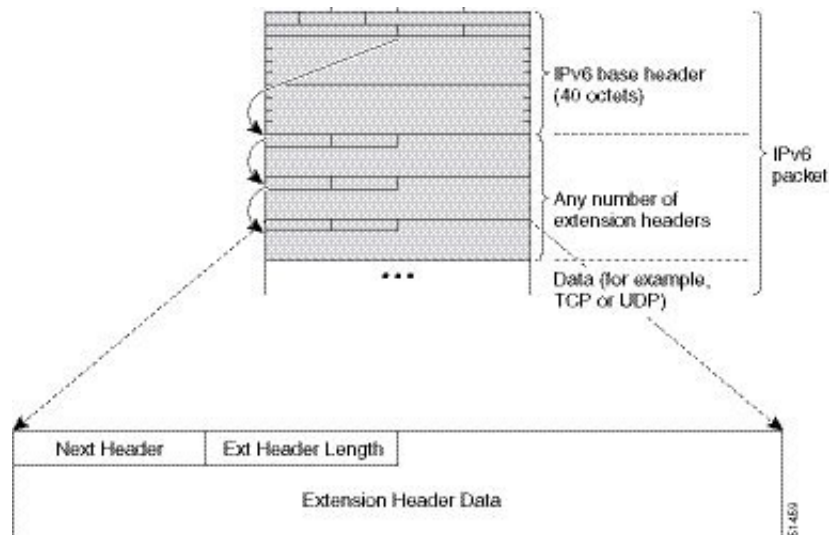 IPv6 base header
(40 octets)
IPv6
packet
Any number of
extension headers
Data (for example,
TCP or UDP)
Next Header
Ext Header Length
Extension Header Data
51459